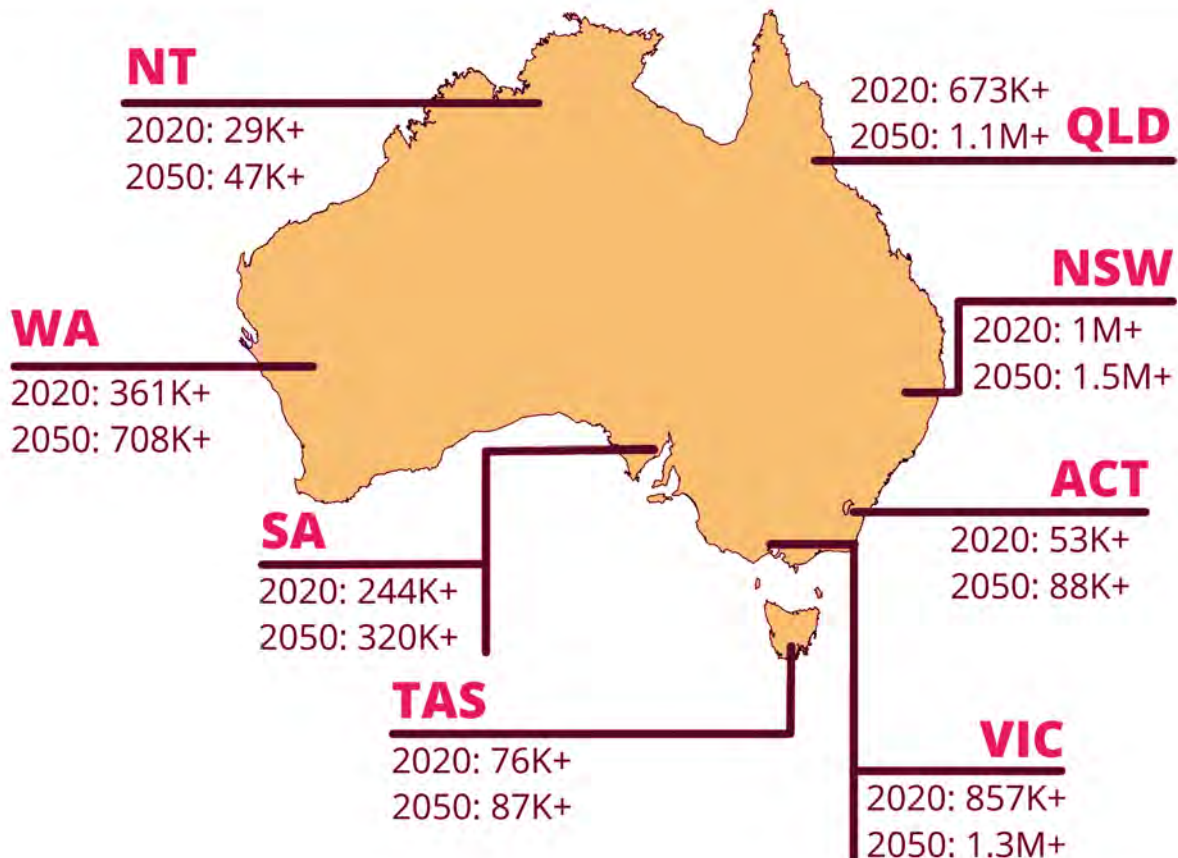 NT
2020: 29K+
2050: 47K+
2020: 673K+
2050: 1.1M+
QLD
NSW
2020: 1M+
2050: 1.5M+
WA
2020: 361K+
2050: 708K+
ACT
2020: 53K+
2050: 88K+
SA
2020: 244K+
2050: 320K+
TAS
2020: 76K+
2050: 87K+
VIC
2020: 857K+
2050: 1.3M+